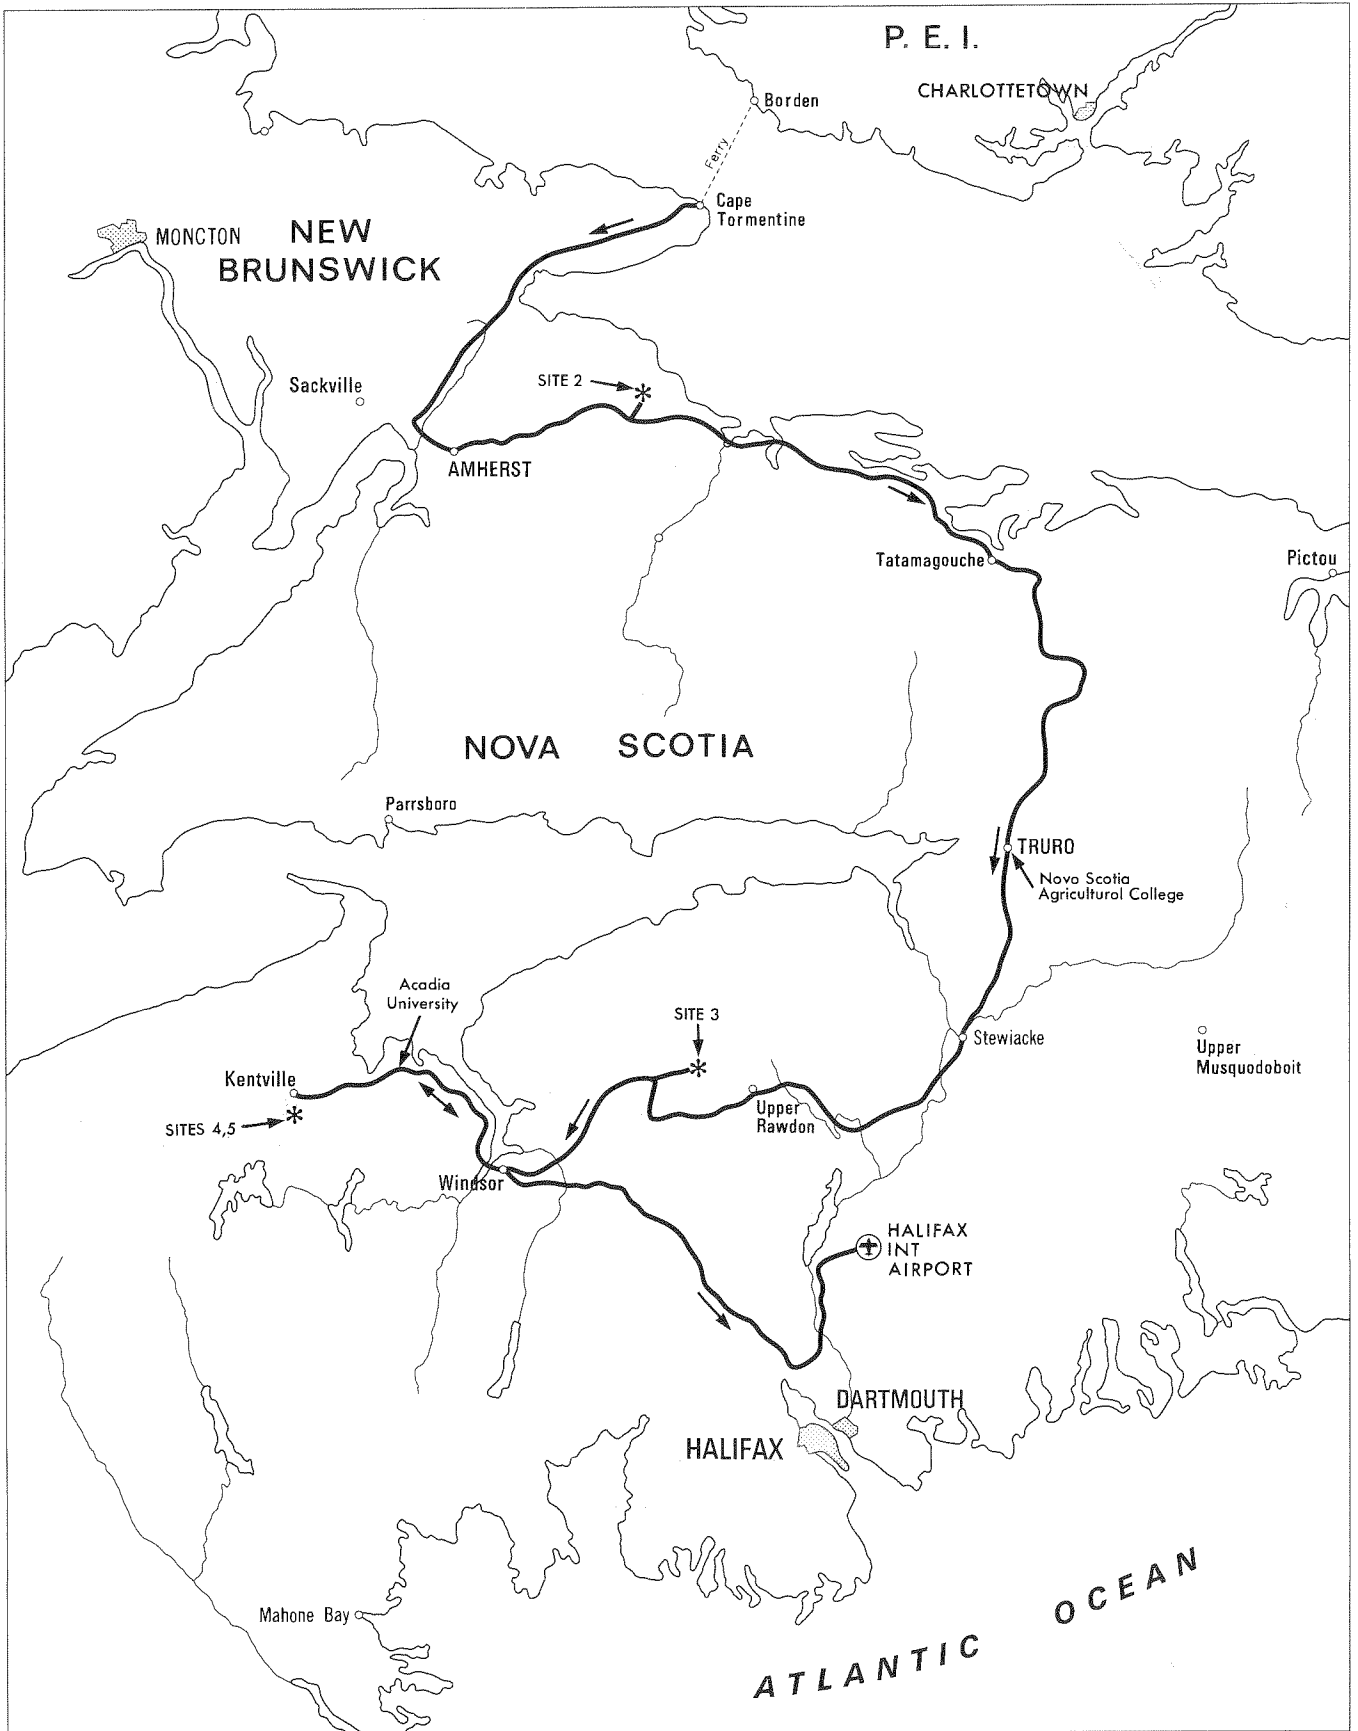 P. E. I.
CHARLOTTETOWN
Borden
Ferry
Cape
Tormentine
MONCTON
NEW
BRUNSWICK
Sackville
SITE 2
AMHERST
Tatamagouche
Pictou
NOVA SCOTIA
Parrsboro
TRURO
Nova Scotia
Agricultural College
Acadia
University
SITE 3
Stewiacke
Upper
Musquodoboit
Kentville
SITES 4,5
Upper
Rawdon
Windsor
HALIFAX
INT
AIRPORT
DARTMOUTH
HALIFAX
Mahone Bay
ATLANTIC OCEAN